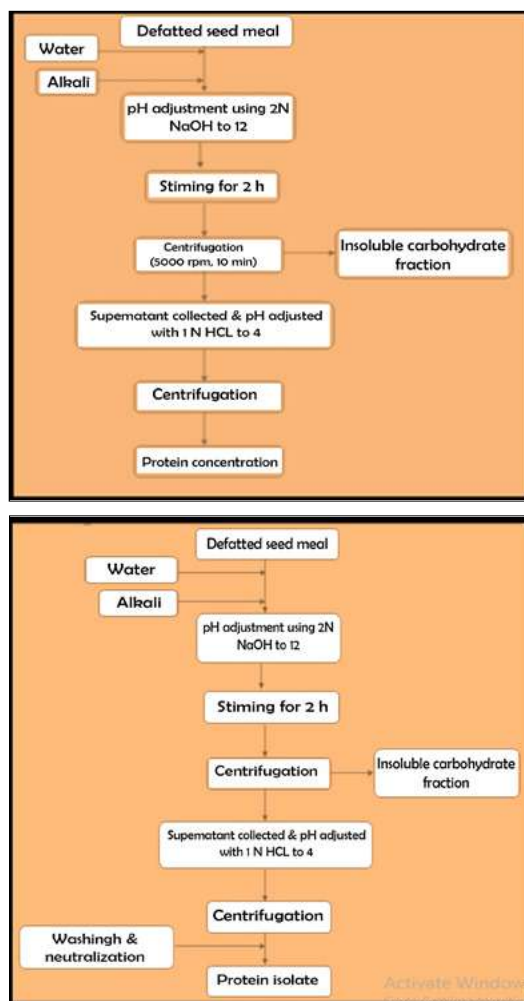 Defatted seed meal
Water
Alkali
pH adjustment using 2N
NaOH to 12
Stiming for 2 h
Centrifugation
(5000 rpm, 10 min)
Insoluble carbohydrate
fraction
Supematant collected & pH adjusted
with 1 N HCL to 4
Centrifugation
Protein concentration
Defatted seed meal
Water
Alkali
pH adjustment using 2N
NaOH to 12
Stiming for 2 h
Centrifugation
Insoluble carbohydrate
fraction
Supematant collected & pH adjusted
with 1 N HCL to 4
Centrifugation
Washingh &
neutralization
Protein isolate
Activate Window